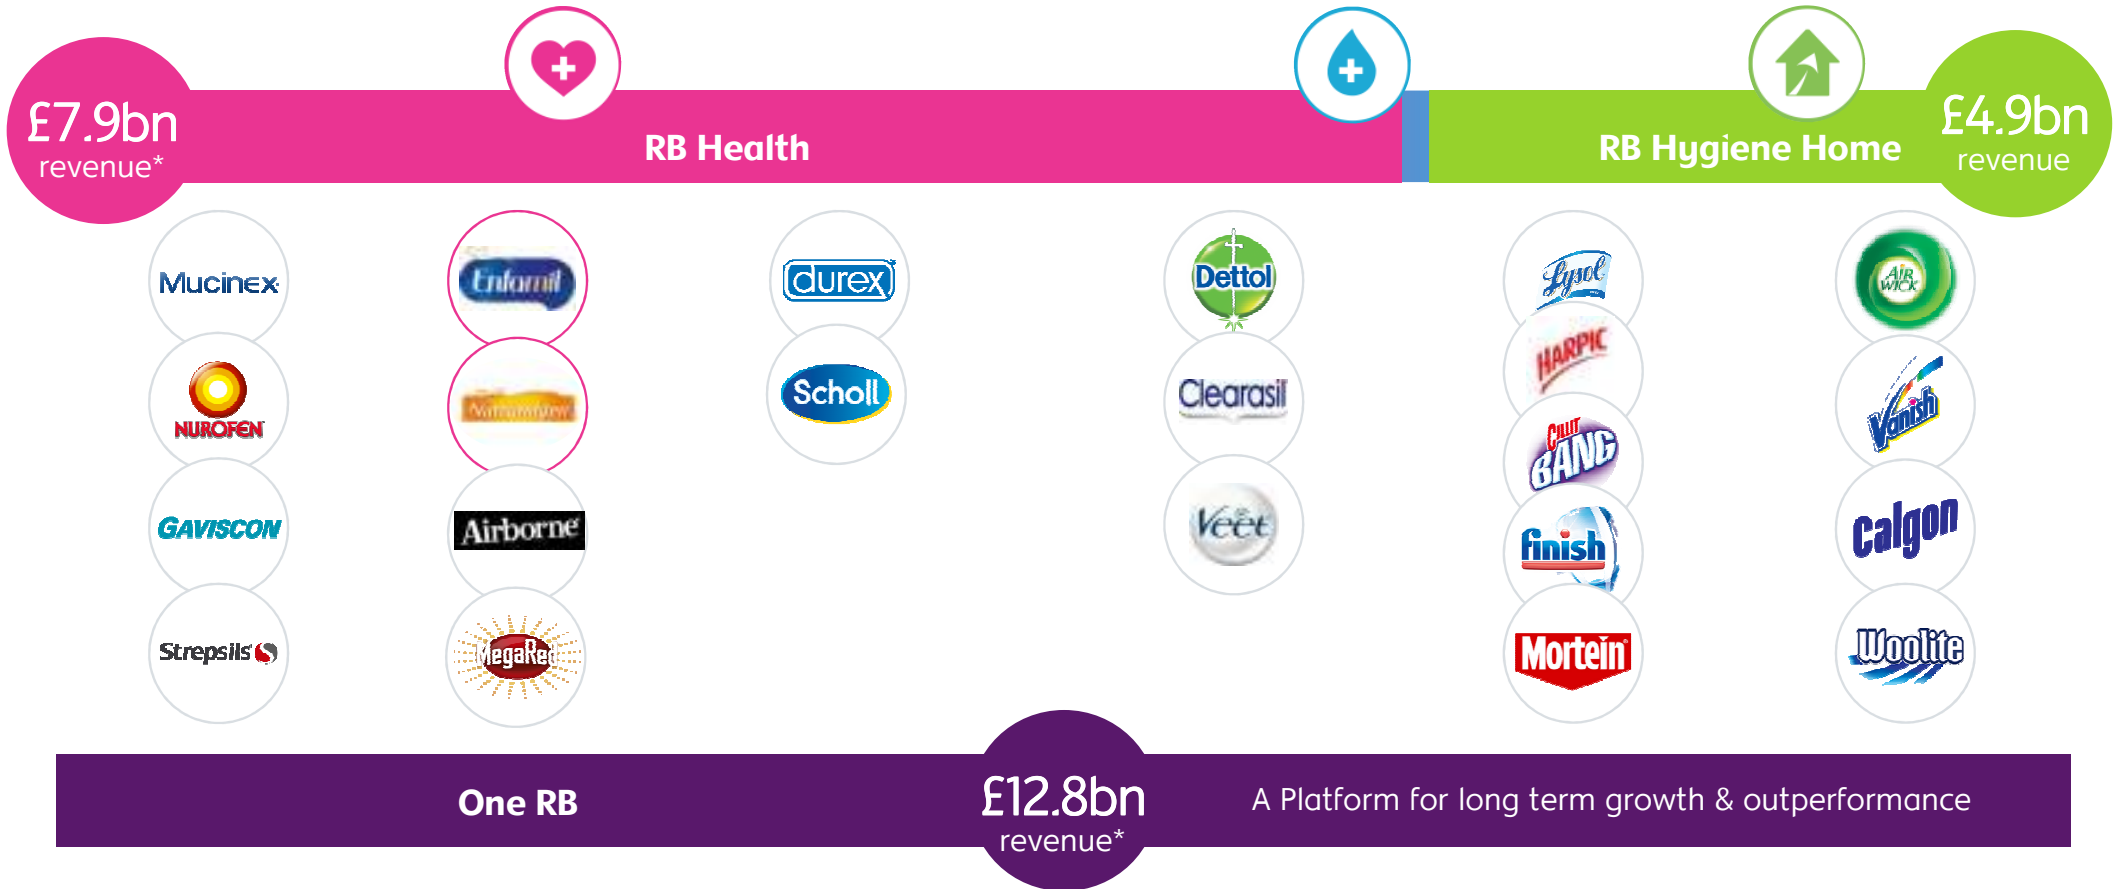 £7.9bn
revenue*
RB Health
RB Hygiene Home
£4.9bn
revenue
Mucinex
NUROFEN
GAVISCON
Strepsils
Enfamil
Airborne
MegaRed
durex
Scholl
Dettol
Clearasil
Veet
Lysol
HARPIC
CILLIT
BANG
finish
Mortein
AIR
WICK
Vanish
Calgon
Woolite
One RB
£12.8bn
revenue*
A Platform for long term growth & outperformance